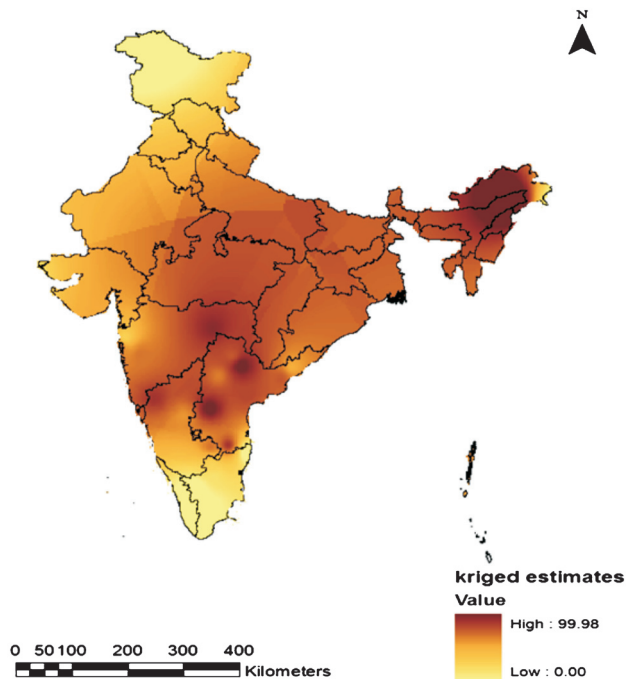 N
kriged estimates
Value
High : 99.98
Low : 0.00
0 50 100 200 300 400
Kilometers